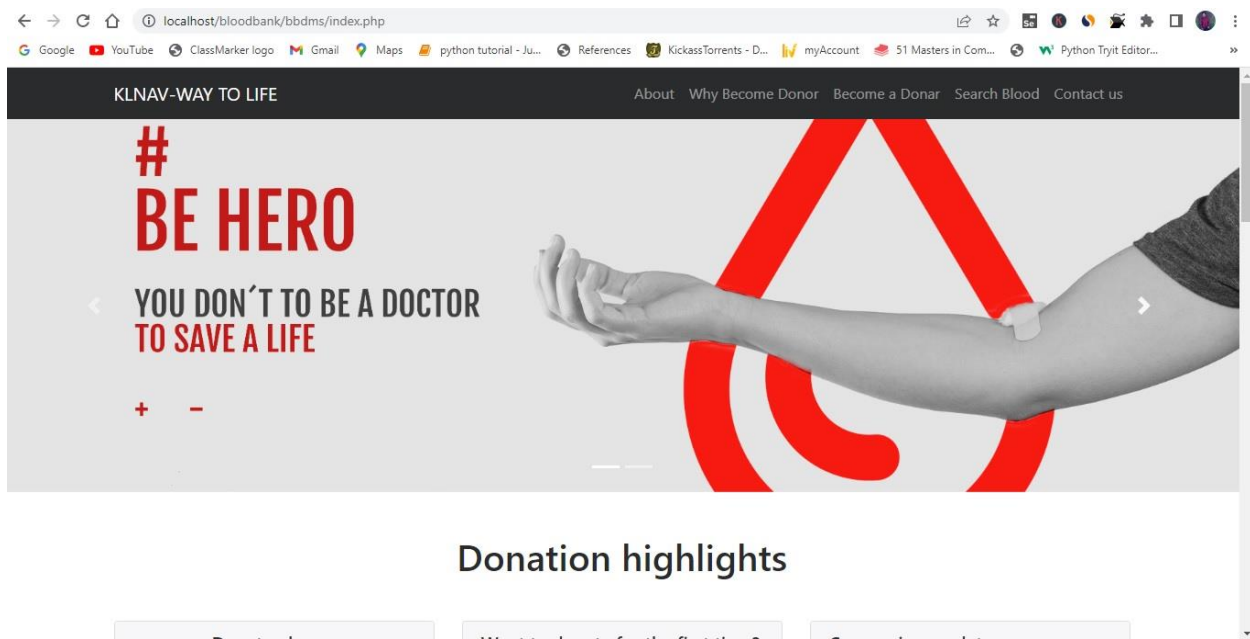 localhost/bloodbank/bbdms/index.php
Google YouTube ClassMarker logo Gmail Maps python tutorial - Ju... References KickassTorrents - D... myAccount 51 Masters in Com... Python Tryit Editor... »
KLNAV-WAY TO LIFE About Why Become Donor Become a Donar Search Blood Contact us
#
BE HERO
YOU DON´T TO BE A DOCTOR
TO SAVE A LIFE
+ −
Donation highlights